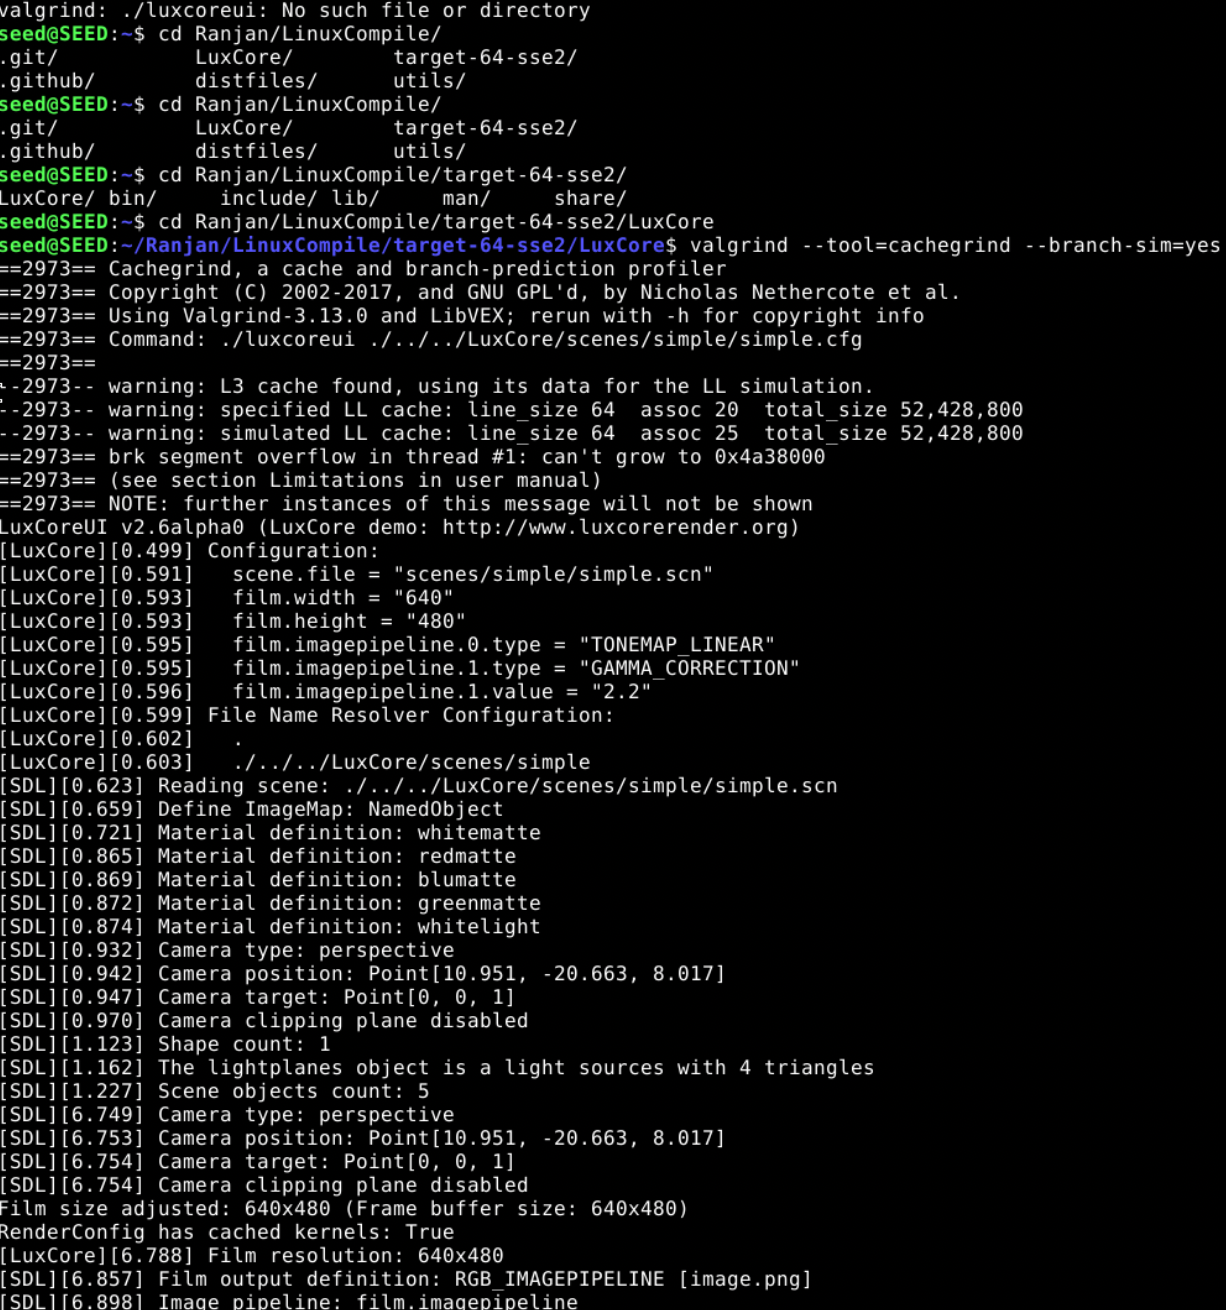 valgrind: ./luxcoreui: No such file or directory
seed@SEED:~$ cd Ranjan/LinuxCompile/
.git/           LuxCore/        target-64-sse2/
.github/        distfiles/      utils/
seed@SEED:~$ cd Ranjan/LinuxCompile/
.git/           LuxCore/        target-64-sse2/
.github/        distfiles/      utils/
seed@SEED:~$ cd Ranjan/LinuxCompile/target-64-sse2/
LuxCore/ bin/     include/ lib/     man/     share/
seed@SEED:~$ cd Ranjan/LinuxCompile/target-64-sse2/LuxCore
seed@SEED:~/Ranjan/LinuxCompile/target-64-sse2/LuxCore$ valgrind --tool=cachegrind --branch-sim=yes
==2973== Cachegrind, a cache and branch-prediction profiler
==2973== Copyright (C) 2002-2017, and GNU GPL'd, by Nicholas Nethercote et al.
==2973== Using Valgrind-3.13.0 and LibVEX; rerun with -h for copyright info
==2973== Command: ./luxcoreui ./../../LuxCore/scenes/simple/simple.cfg
==2973==
--2973-- warning: L3 cache found, using its data for the LL simulation.
--2973-- warning: specified LL cache: line_size 64  assoc 20  total_size 52,428,800
--2973-- warning: simulated LL cache: line_size 64  assoc 25  total_size 52,428,800
==2973== brk segment overflow in thread #1: can't grow to 0x4a38000
==2973== (see section Limitations in user manual)
==2973== NOTE: further instances of this message will not be shown
LuxCoreUI v2.6alpha0 (LuxCore demo: http://www.luxcorerender.org)
[LuxCore][0.499] Configuration:
[LuxCore][0.591]   scene.file = "scenes/simple/simple.scn"
[LuxCore][0.593]   film.width = "640"
[LuxCore][0.593]   film.height = "480"
[LuxCore][0.595]   film.imagepipeline.0.type = "TONEMAP_LINEAR"
[LuxCore][0.595]   film.imagepipeline.1.type = "GAMMA_CORRECTION"
[LuxCore][0.596]   film.imagepipeline.1.value = "2.2"
[LuxCore][0.599] File Name Resolver Configuration:
[LuxCore][0.602]   .
[LuxCore][0.603]   ./../../LuxCore/scenes/simple
[SDL][0.623] Reading scene: ./../../LuxCore/scenes/simple/simple.scn
[SDL][0.659] Define ImageMap: NamedObject
[SDL][0.721] Material definition: whitematte
[SDL][0.865] Material definition: redmatte
[SDL][0.869] Material definition: blumatte
[SDL][0.872] Material definition: greenmatte
[SDL][0.874] Material definition: whitelight
[SDL][0.932] Camera type: perspective
[SDL][0.942] Camera position: Point[10.951, -20.663, 8.017]
[SDL][0.947] Camera target: Point[0, 0, 1]
[SDL][0.970] Camera clipping plane disabled
[SDL][1.123] Shape count: 1
[SDL][1.162] The lightplanes object is a light sources with 4 triangles
[SDL][1.227] Scene objects count: 5
[SDL][6.749] Camera type: perspective
[SDL][6.753] Camera position: Point[10.951, -20.663, 8.017]
[SDL][6.754] Camera target: Point[0, 0, 1]
[SDL][6.754] Camera clipping plane disabled
Film size adjusted: 640x480 (Frame buffer size: 640x480)
RenderConfig has cached kernels: True
[LuxCore][6.788] Film resolution: 640x480
[SDL][6.857] Film output definition: RGB_IMAGEPIPELINE [image.png]
[SDL][6.898] Image pipeline: film.imagepipeline